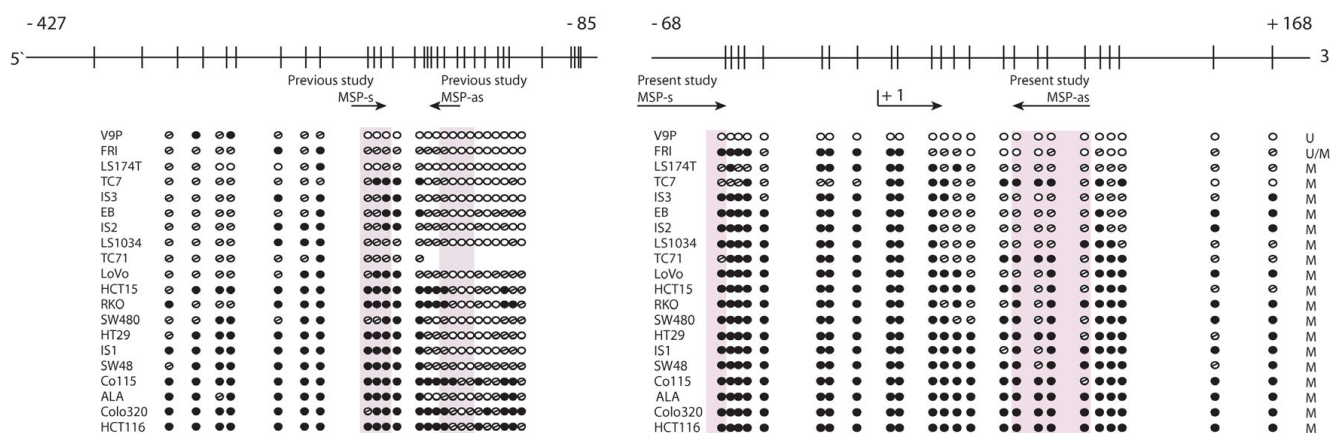 - 427 - 85 - 68 + 168
5` 3
Previous study Previous study Present study Present study
MSP-s MSP-as MSP-s + 1 MSP-as
V9P V9P U
FRI FRI U/M
LS174T LS174T M
TC7 TC7 M
IS3 IS3 M
EB EB M
IS2 IS2 M
LS1034 LS1034 M
TC71 TC71 M
LoVo LoVo M
HCT15 HCT15 M
RKO RKO M
SW480 SW480 M
HT29 HT29 M
IS1 IS1 M
SW48 SW48 M
Co115 Co115 M
ALA ALA M
Colo320 Colo320 M
HCT116 HCT116 M